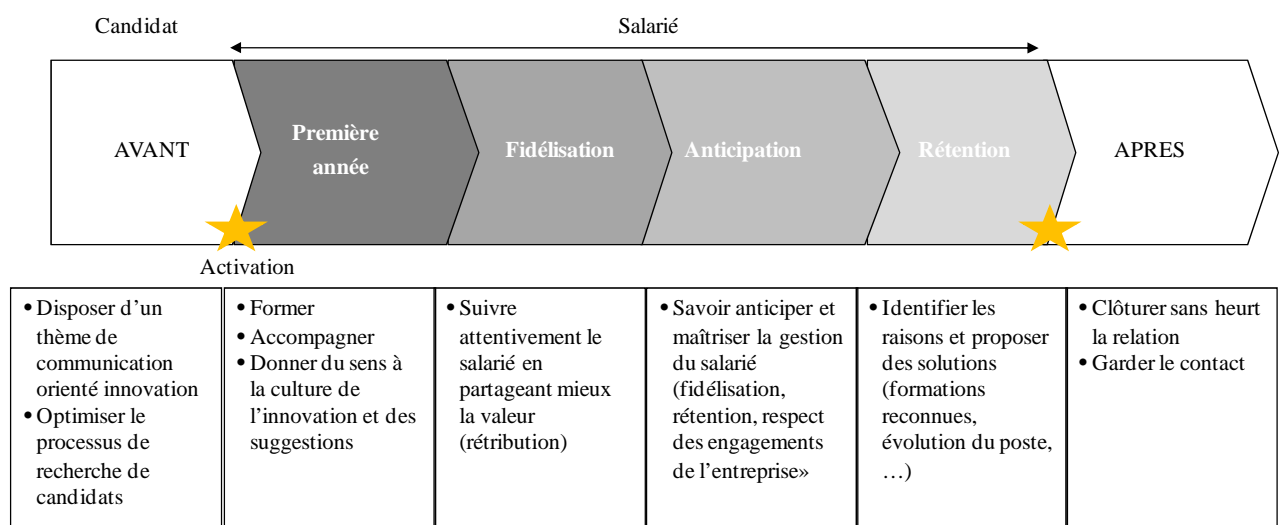 Candidat
Salarié
AVANT
Première
année
Fidélisation
Anticipation
Rétention
APRES
Activation
• Disposer d’un
thème de
communication
orienté innovation
• Optimiser le
processus de
recherche de
candidats
• Former
• Accompagner
• Donner du sens à
la culture de
l’innovation et des
suggestions
• Suivre
attentivement le
salarié en
partageant mieux
la valeur
(rétribution)
• Savoir anticiper et
maîtriser la gestion
du salarié
(fidélisation,
rétention, respect
des engagements
de l’entreprise»
• Identifier les
raisons et proposer
des solutions
(formations
reconnues,
évolution du poste,
…)
• Clôturer sans heurt
la relation
• Garder le contact